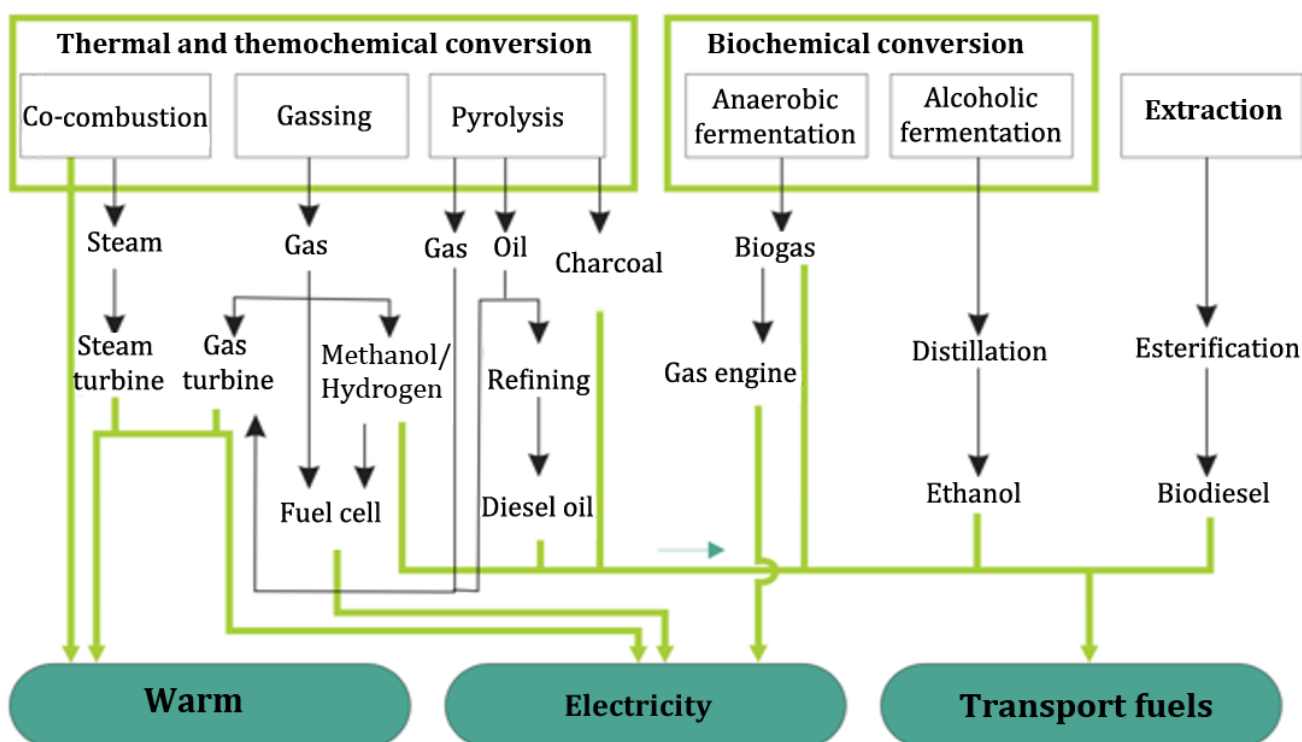 Thermal and themochemical conversion
Biochemical conversion
Co-combustion
Gassing
Pyrolysis
Anaerobic
fermentation
Alcoholic
fermentation
Extraction
Steam
Gas
Gas
Oil
Charcoal
Biogas
Steam
turbine
Gas
turbine
Methanol/
Hydrogen
Refining
Gas engine
Distillation
Esterification
Fuel cell
Diesel oil
Ethanol
Biodiesel
Warm
Electricity
Transport fuels